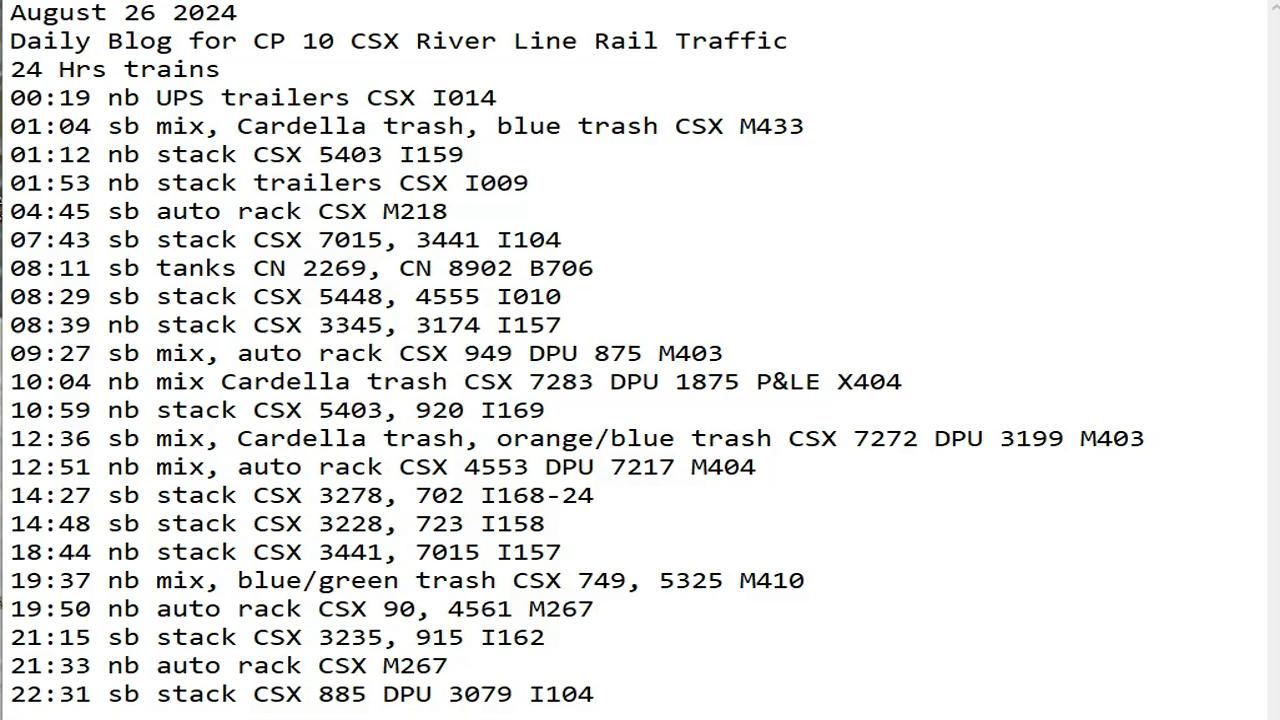 August 26 2024
Daily Blog for CP 10 CSX River Line Rail Traffic
24 Hrs trains
00:19 nb UPS trailers CSX I014
01:04 sb mix, Cardella trash, blue trash CSX M433
01:12 nb stack CSX 5403 I159
01:53 nb stack trailers CSX I009
04:45 sb auto rack CSX M218
07:43 sb stack CSX 7015, 3441 I104
08:11 sb tanks CN 2269, CN 8902 B706
08:29 sb stack CSX 5448, 4555 I010
08:39 nb stack CSX 3345, 3174 I157
09:27 sb mix, auto rack CSX 949 DPU 875 M403
10:04 nb mix Cardella trash CSX 7283 DPU 1875 P&LE X404
10:59 nb stack CSX 5403, 920 I169
12:36 sb mix, Cardella trash, orange/blue trash CSX 7272 DPU 3199 M403
12:51 nb mix, auto rack CSX 4553 DPU 7217 M404
14:27 sb stack CSX 3278, 702 I168-24
14:48 sb stack CSX 3228, 723 I158
18:44 nb stack CSX 3441, 7015 I157
19:37 nb mix, blue/green trash CSX 749, 5325 M410
19:50 nb auto rack CSX 90, 4561 M267
21:15 sb stack CSX 3235, 915 I162
21:33 nb auto rack CSX M267
22:31 sb stack CSX 885 DPU 3079 I104